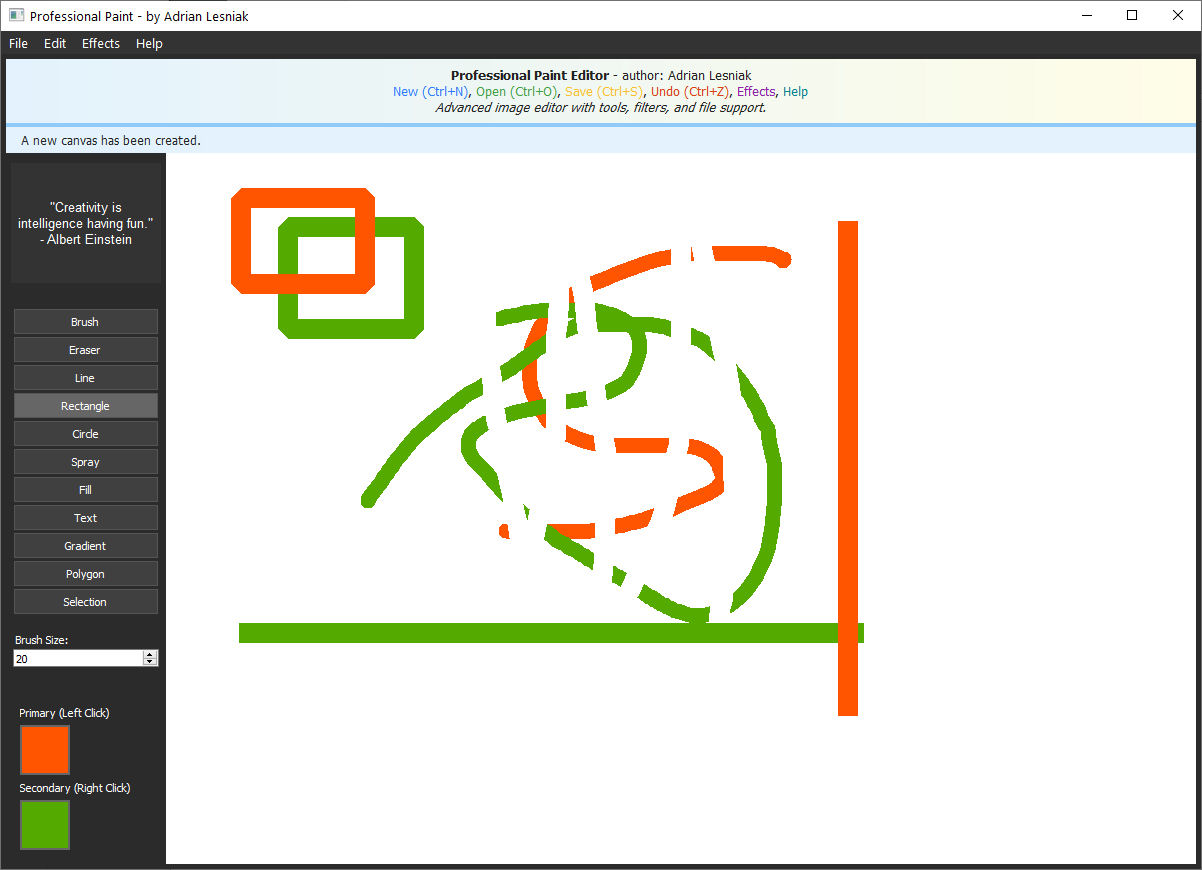 Professional Paint - by Adrian Lesniak
File Edit Effects Help
Professional Paint Editor - author: Adrian Lesniak
New (Ctrl+N), Open (Ctrl+O), Save (Ctrl+S), Undo (Ctrl+Z), Effects, Help
Advanced image editor with tools, filters, and file support.
A new canvas has been created.
"Creativity is
intelligence having fun."
- Albert Einstein
Brush
Eraser
Line
Rectangle
Circle
Spray
Fill
Text
Gradient
Polygon
Selection
Brush Size:
20
Primary (Left Click)
Secondary (Right Click)